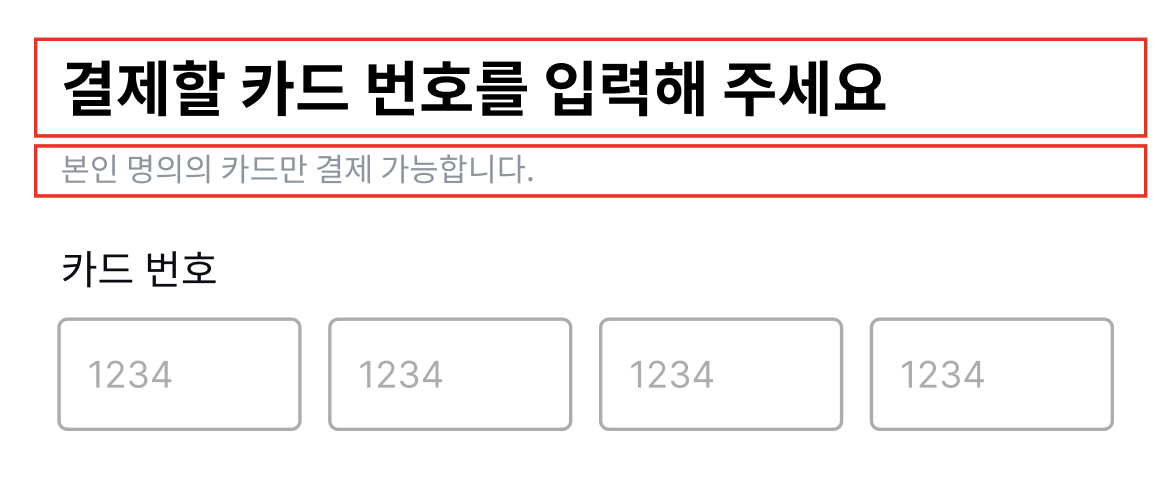 결제할 카드 번호를 입력해 주세요
본인 명의의 카드만 결제 가능합니다.
카드 번호
1234 1234 1234 1234